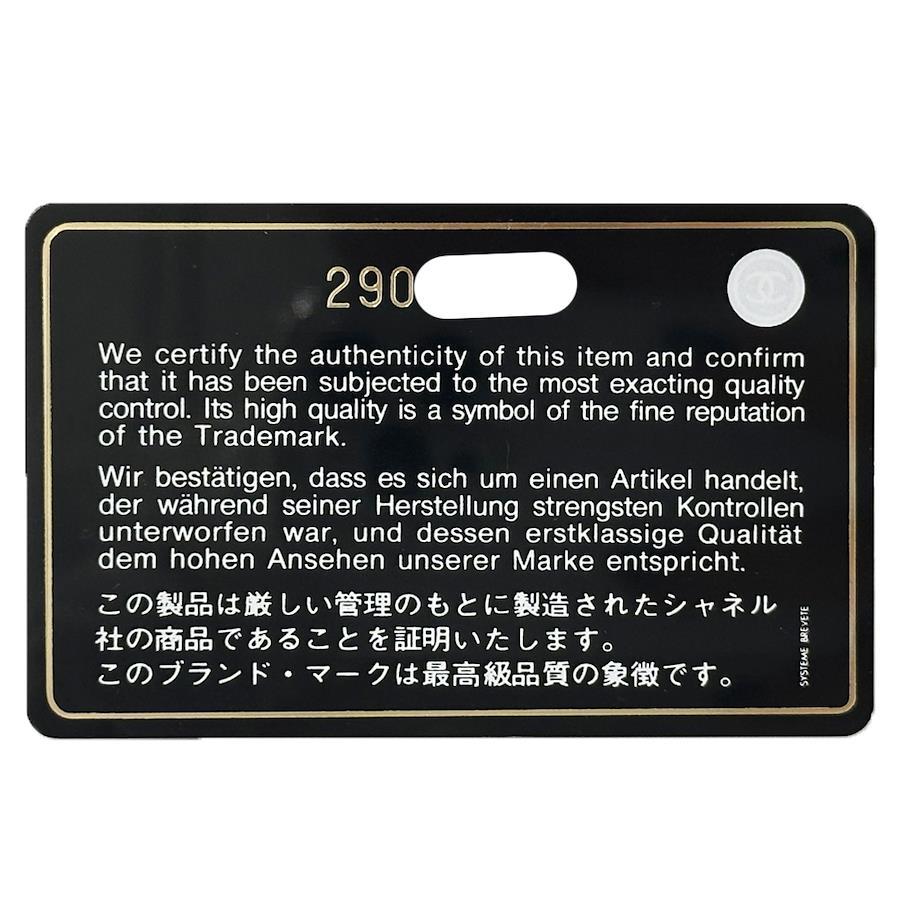 290
We certify the authenticity of this item and confirm
that it has been subjected to the most exacting quality
control. Its high quality is a symbol of the fine reputation
of the Trademark.
Wir bestätigen, dass es sich um einen Artikel handelt,
der während seiner Herstellung strengsten Kontrollen
unterworfen war, und dessen erstklassige Qualität
dem hohen Ansehen unserer Marke entspricht.
この製品は厳しい管理のもとに製造されたシャネル
社の商品であることを証明いたします。
このブランド・マークは最高級品質の象徴です。
SYSTEME BREVETE